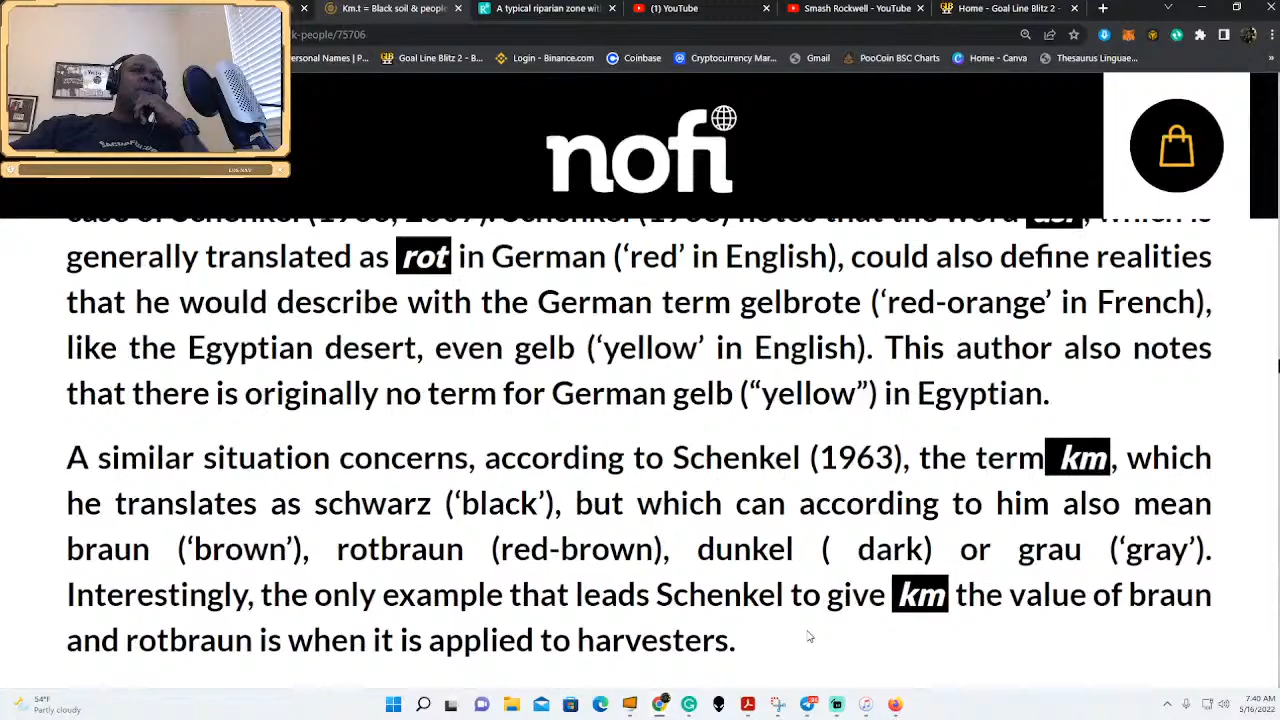 Km.t = Black soil & people
A typical riparian zone with
(1) YouTube
Smash Rockwell - YouTube
Home - Goal Line Blitz 2 -
k-people/75706
ersonal Names | P...
Goal Line Blitz 2 - B...
Login - Binance.com
Coinbase
Cryptocurrency Mar...
Gmail
PooCoin BSC Charts
Home - Canva
Thesaurus Linguae...
nofi
generally translated as rot in German (‘red’ in English), could also define realities
that he would describe with the German term gelbrote (‘red-orange’ in French),
like the Egyptian desert, even gelb (‘yellow’ in English). This author also notes
that there is originally no term for German gelb (“yellow”) in Egyptian.
A similar situation concerns, according to Schenkel (1963), the term km, which
he translates as schwarz (‘black’), but which can according to him also mean
braun (‘brown’), rotbraun (red-brown), dunkel ( dark) or grau (‘gray’).
Interestingly, the only example that leads Schenkel to give km the value of braun
and rotbraun is when it is applied to harvesters.
54°F
Partly cloudy
7:40 AM
5/16/2022